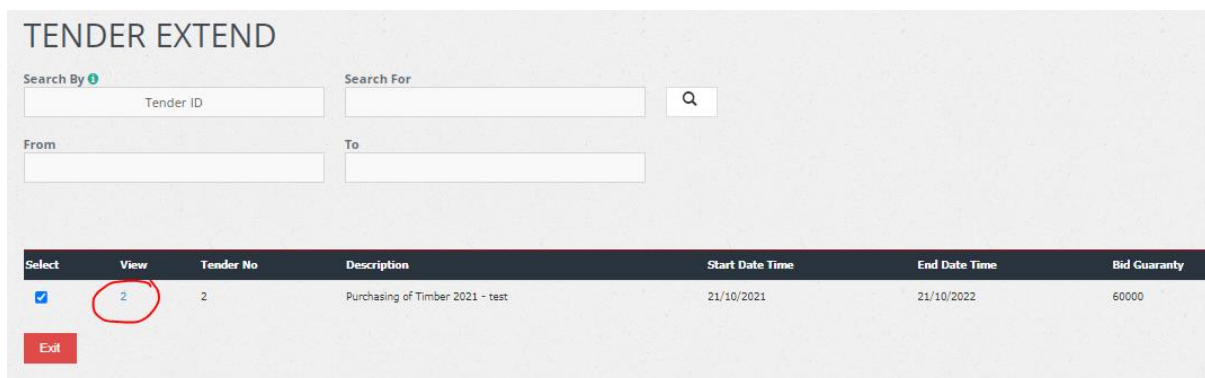 TENDER EXTEND
Search By Search For
Tender ID
From To
Select View Tender No Description Start Date Time End Date Time Bid Guaranty
2 2 Purchasing of Timber 2021 - test 21/10/2021 21/10/2022 60000
Exit